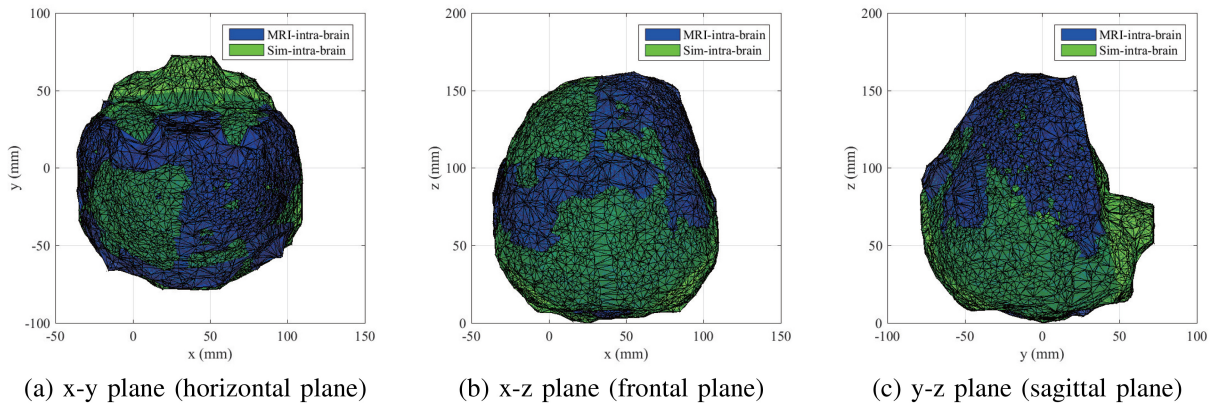 100
50
0
-50
-100
y (mm)
-50
0
50
100
150
x (mm)
MRI-intra-brain
Sim-intra-brain
(a) x-y plane (horizontal plane)
200
150
100
50
0
z (mm)
-50
0
50
100
150
x (mm)
MRI-intra-brain
Sim-intra-brain
(b) x-z plane (frontal plane)
200
150
100
50
0
z (mm)
-100
-50
0
50
100
y (mm)
MRI-intra-brain
Sim-intra-brain
(c) y-z plane (sagittal plane)